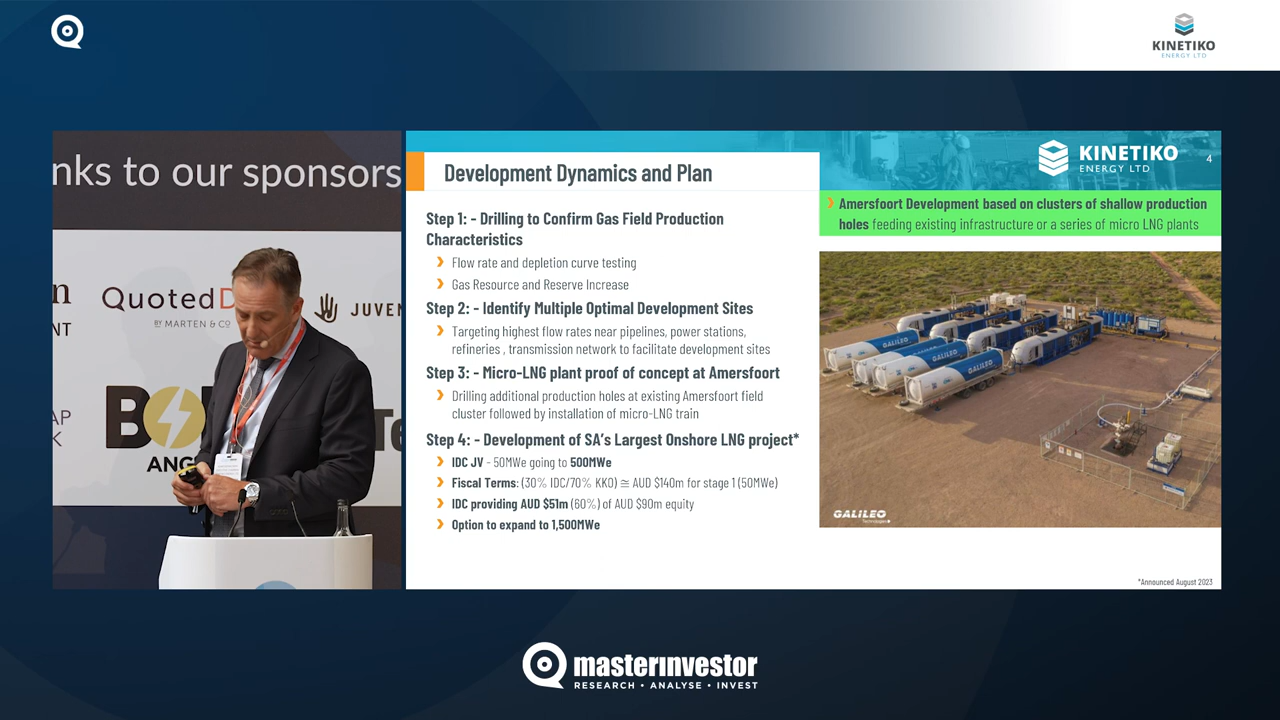 KINETIKO
ENERGY LTD
nks to our sponsors
QuotedD
BY MARTEN & CO
JUVEN
NT
AP
K
ANG
KINETIKO
ENERGY LTD
4
Development Dynamics and Plan
Amersfoort Development based on clusters of shallow production
holes feeding existing infrastructure or a series of micro LNG plants
Step 1: - Drilling to Confirm Gas Field Production
Characteristics
Flow rate and depletion curve testing
Gas Resource and Reserve Increase
Step 2: - Identify Multiple Optimal Development Sites
Targeting highest flow rates near pipelines, power stations,
refineries , transmission network to facilitate development sites
Step 3: - Micro-LNG plant proof of concept at Amersfoort
Drilling additional production holes at existing Amersfoort field
cluster followed by installation of micro-LNG train
Step 4: - Development of SA's Largest Onshore LNG project*
IDC JV - 50MWe going to 500MWe
Fiscal Terms: (30% IDC/70% KKO) ≅ AUD $140m for stage 1 (50MWe)
IDC providing AUD $51m (60%) of AUD $90m equity
Option to expand to 1,500MWe
GALILEO
GALILEO
GALILEO
GALILEO
Technologies
*Announced August 2023
masterinvestor
RESEARCH • ANALYSE • INVEST